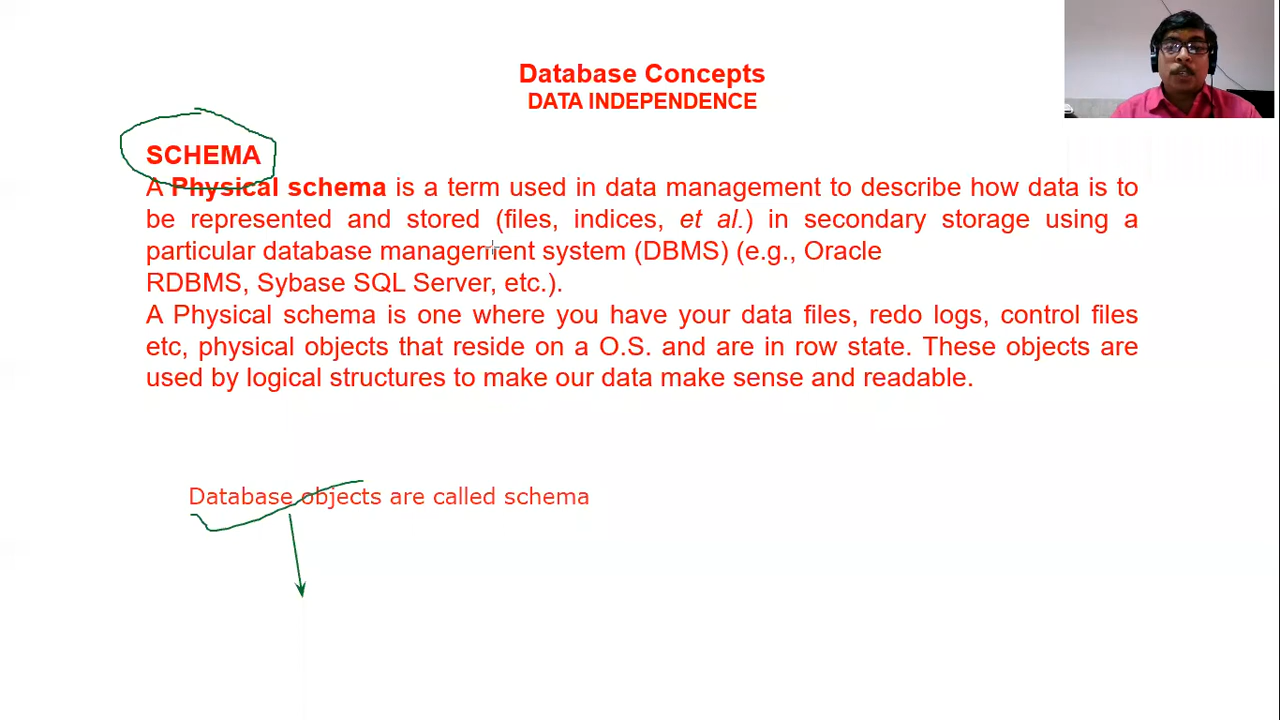 Database Concepts
DATA INDEPENDENCE
SCHEMA
A Physical schema is a term used in data management to describe how data is to
be represented and stored (files, indices, et al.) in secondary storage using a
particular database management system (DBMS) (e.g., Oracle
RDBMS, Sybase SQL Server, etc.).
A Physical schema is one where you have your data files, redo logs, control files
etc, physical objects that reside on a O.S. and are in row state. These objects are
used by logical structures to make our data make sense and readable.
Database objects are called schema